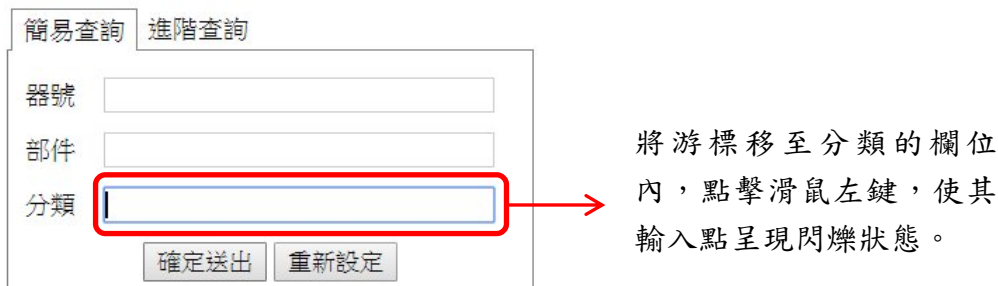 簡易查詢 進階查詢
器號
部件
分類
確定送出 重新設定
將游標移至分類的欄位
內，點擊滑鼠左鍵，使其
輸入點呈現閃爍狀態。